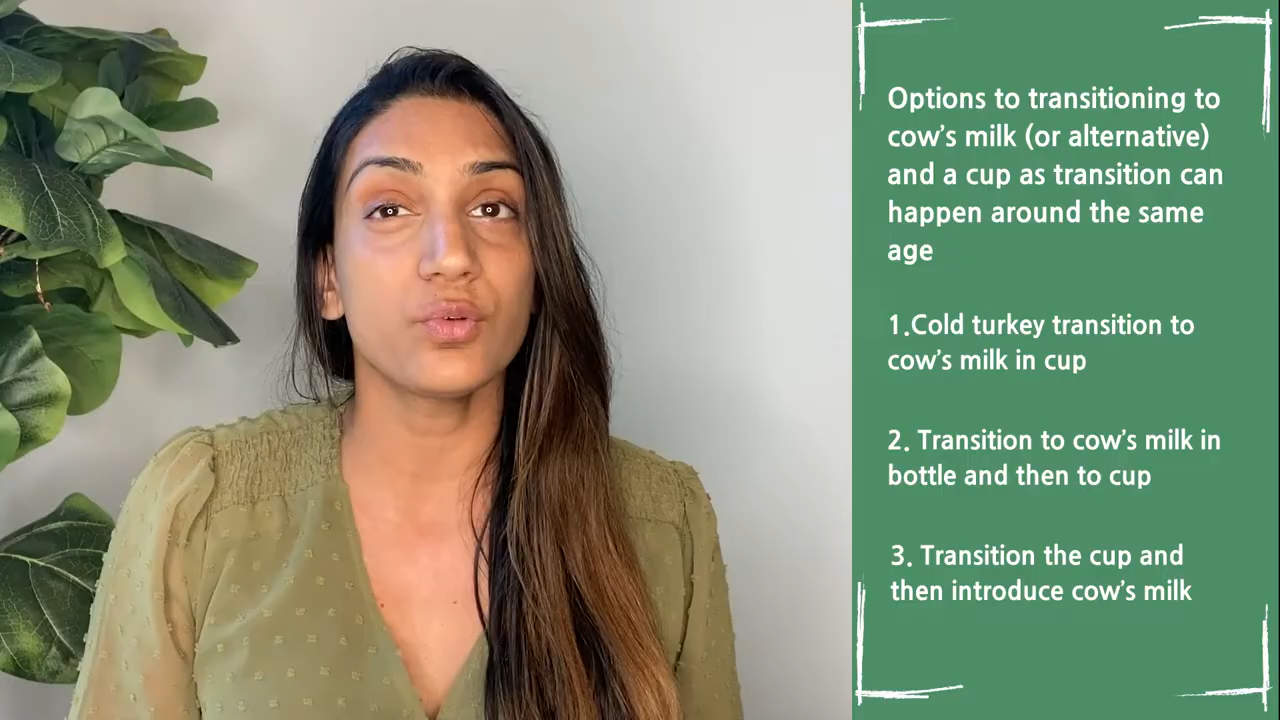 Options to transitioning to
cow's milk (or alternative)
and a cup as transition can
happen around the same
age
1.Cold turkey transition to
cow's milk in cup
2. Transition to cow's milk in
bottle and then to cup
3. Transition the cup and
then introduce cow's milk